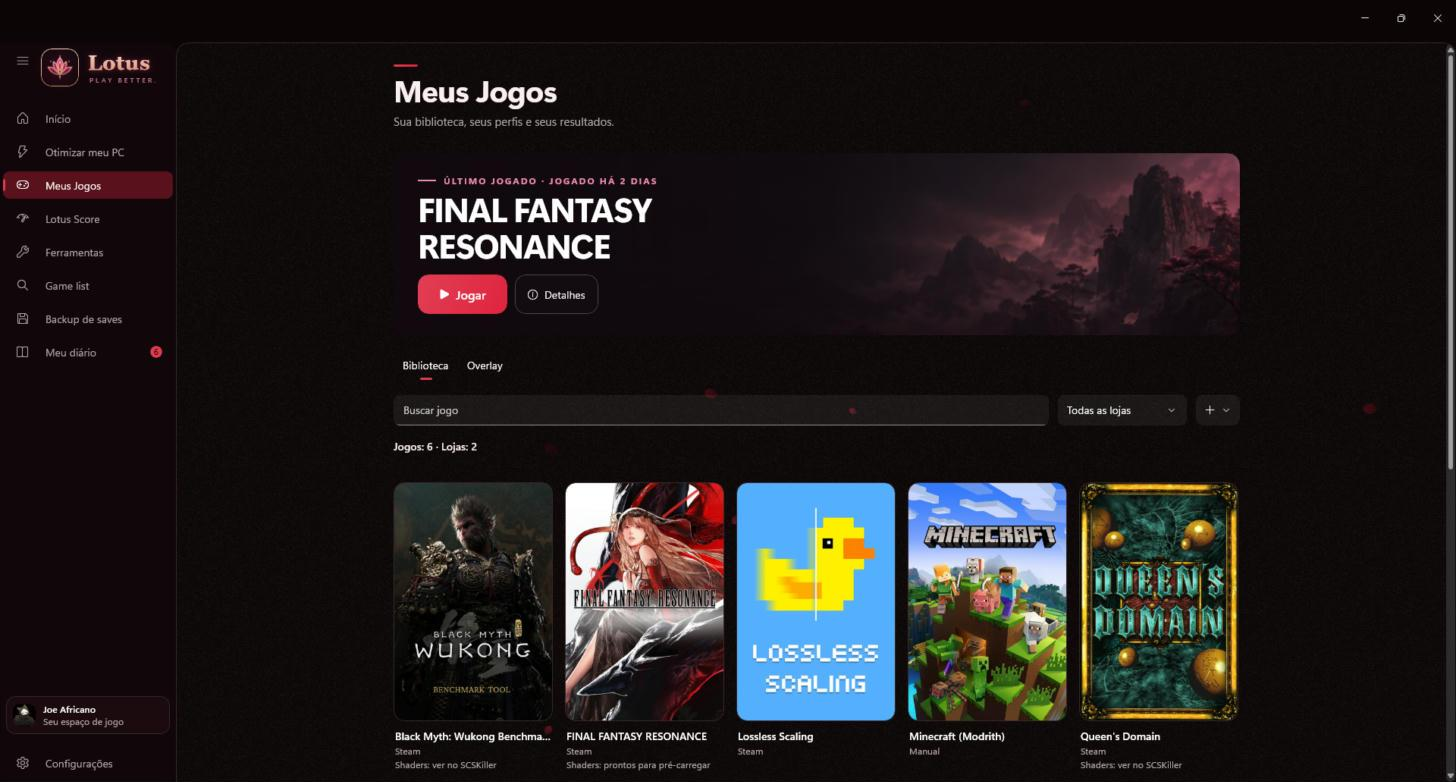 Lotus
PLAY BETTER.
Início
Otimizar meu PC
Meus Jogos
Lotus Score
Ferramentas
Game list
Backup de saves
Meu diário
6
Joe Africano
Seu espaço de jogo
Configurações
Meus Jogos
Sua biblioteca, seus perfis e seus resultados.
ÚLTIMO JOGADO · JOGADO HÁ 2 DIAS
FINAL FANTASY
RESONANCE
Jogar
Detalhes
Biblioteca
Overlay
Buscar jogo
Todas as lojas
Jogos: 6 · Lojas: 2
BLACK MYTH
WUKONG
BENCHMARK TOOL
Black Myth: Wukong Benchma...
Steam
Shaders: ver no SCSKiller
FINAL FANTASY RESONANCE
FINAL FANTASY RESONANCE
Steam
Shaders: prontos para pré-carregar
LOSSLESS
SCALING
Lossless Scaling
Steam
MINECRAFT
Minecraft (Modrith)
Manual
QUEEN'S
DOMAIN
Queen's Domain
Steam
Shaders: ver no SCSKiller